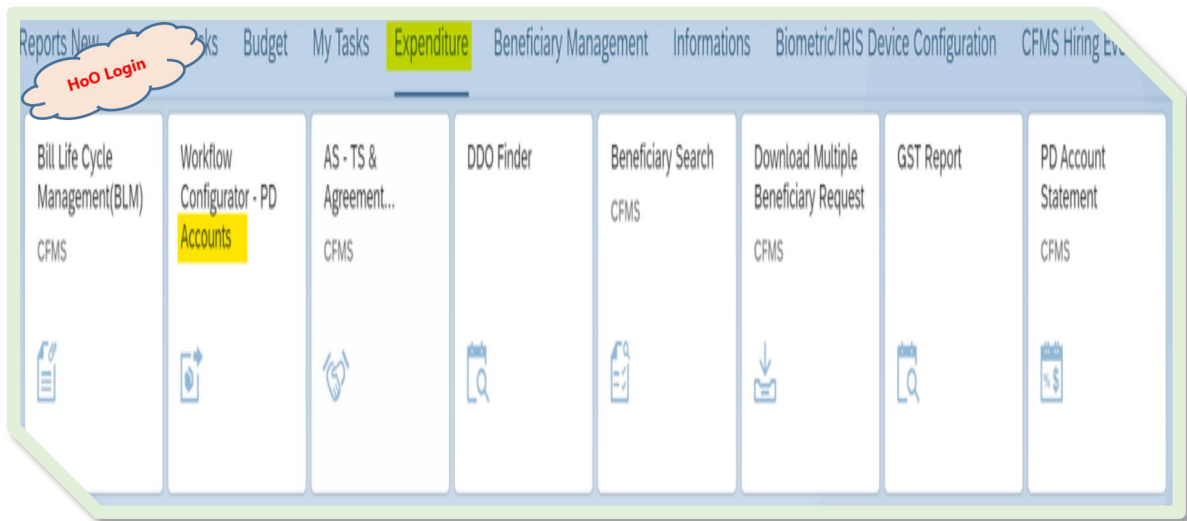 Reports New
Budget
My Tasks
Expenditure
Beneficiary Management
Informations
Biometric/IRIS Device Configuration
CFMS Hiring
HoO Login
Bill Life Cycle
Management(BLM)
CFMS
Workflow
Configurator - PD
Accounts
AS - TS &
Agreement...
CFMS
DDO Finder
Beneficiary Search
CFMS
Download Multiple
Beneficiary Request
CFMS
GST Report
PD Account
Statement
CFMS
% $